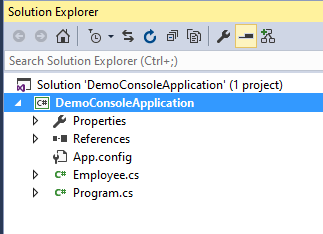 Solution Explorer
Search Solution Explorer (Ctrl+;)
Solution 'DemoConsoleApplication' (1 project)
C# DemoConsoleApplication
Properties
References
App.config
C# Employee.cs
C# Program.cs